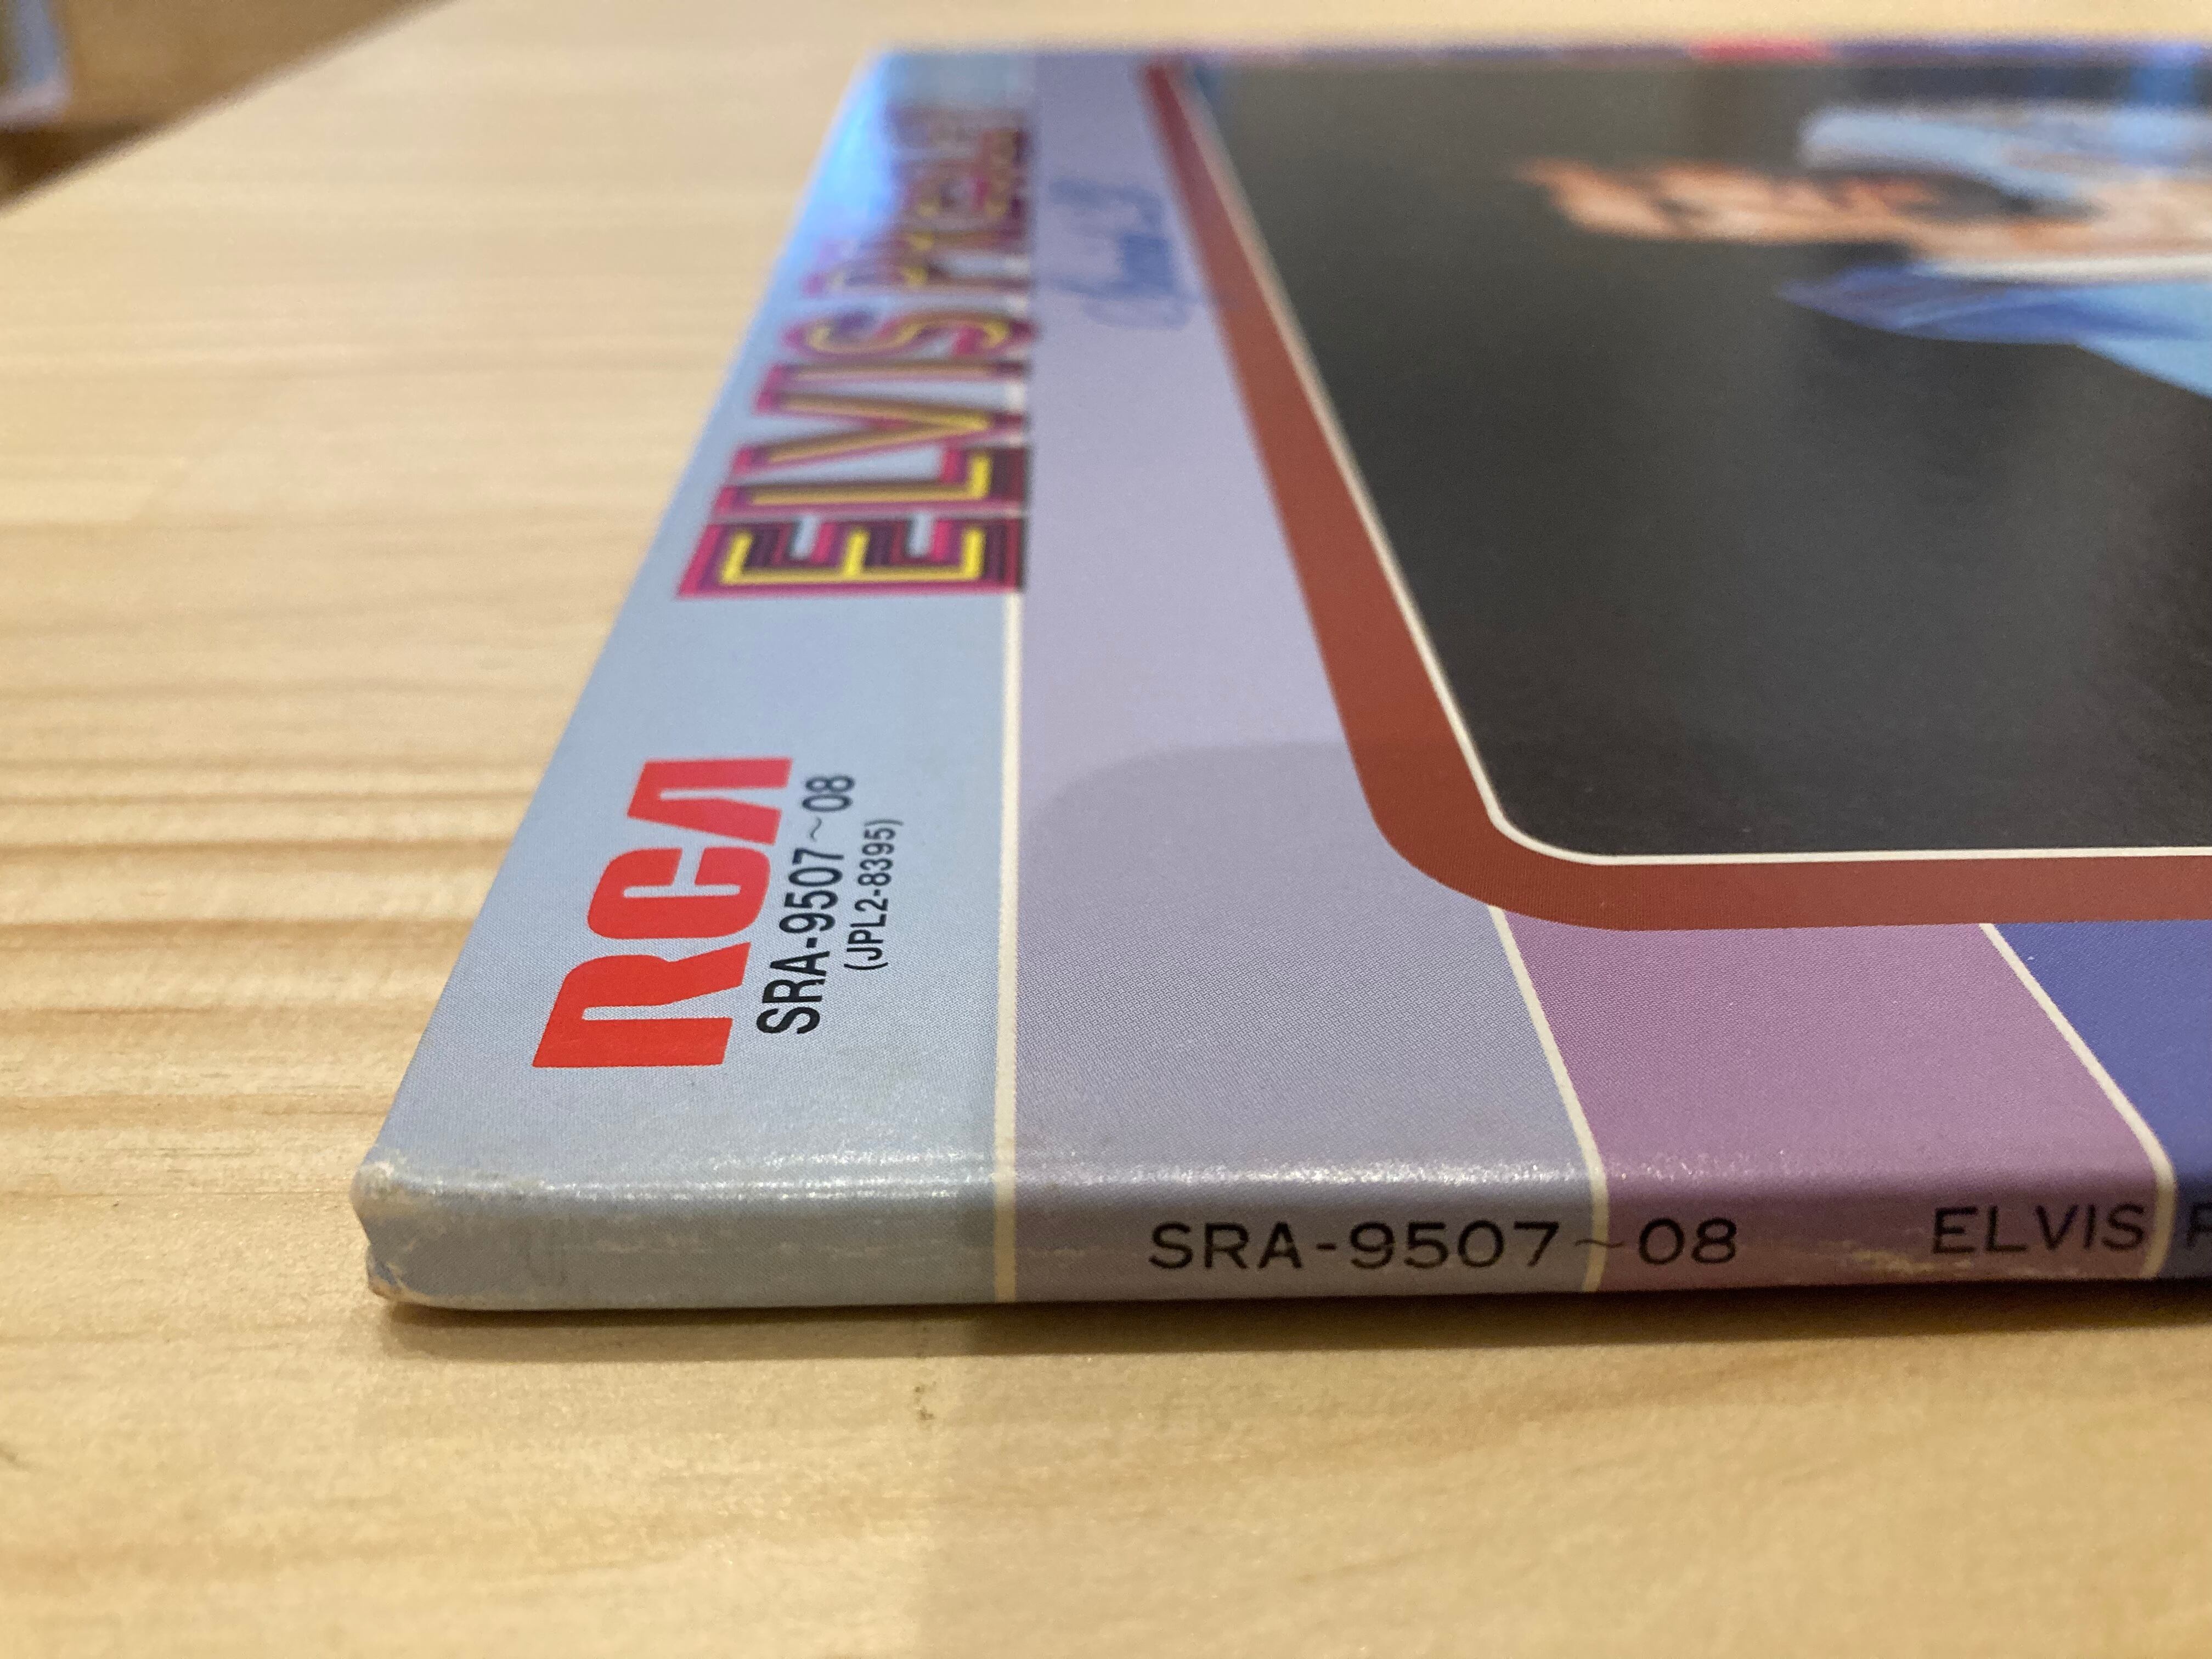 ELVIS PRESLEY
RCA
SRA-9507~08
(JPL2-8395)
SRA-9507~08 ELVIS